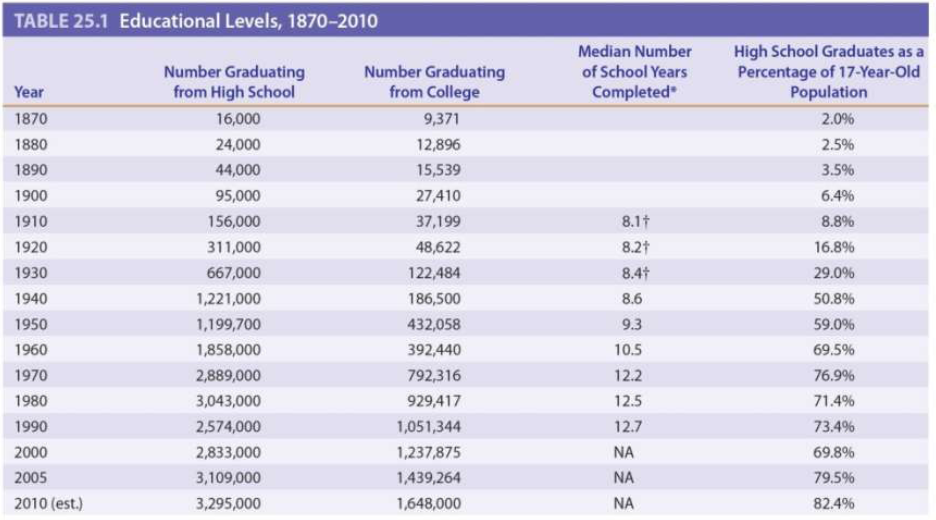 TABLE 25.1 Educational Levels, 1870–2010
Year Number Graduating from High School Number Graduating from College Median Number of School Years Completed* High School Graduates as a Percentage of 17-Year-Old Population
1870 16,000 9,371 2.0%
1880 24,000 12,896 2.5%
1890 44,000 15,539 3.5%
1900 95,000 27,410 6.4%
1910 156,000 37,199 8.1† 8.8%
1920 311,000 48,622 8.2† 16.8%
1930 667,000 122,484 8.4† 29.0%
1940 1,221,000 186,500 8.6 50.8%
1950 1,199,700 432,058 9.3 59.0%
1960 1,858,000 392,440 10.5 69.5%
1970 2,889,000 792,316 12.2 76.9%
1980 3,043,000 929,417 12.5 71.4%
1990 2,574,000 1,051,344 12.7 73.4%
2000 2,833,000 1,237,875 NA 69.8%
2005 3,109,000 1,439,264 NA 79.5%
2010 (est.) 3,295,000 1,648,000 NA 82.4%